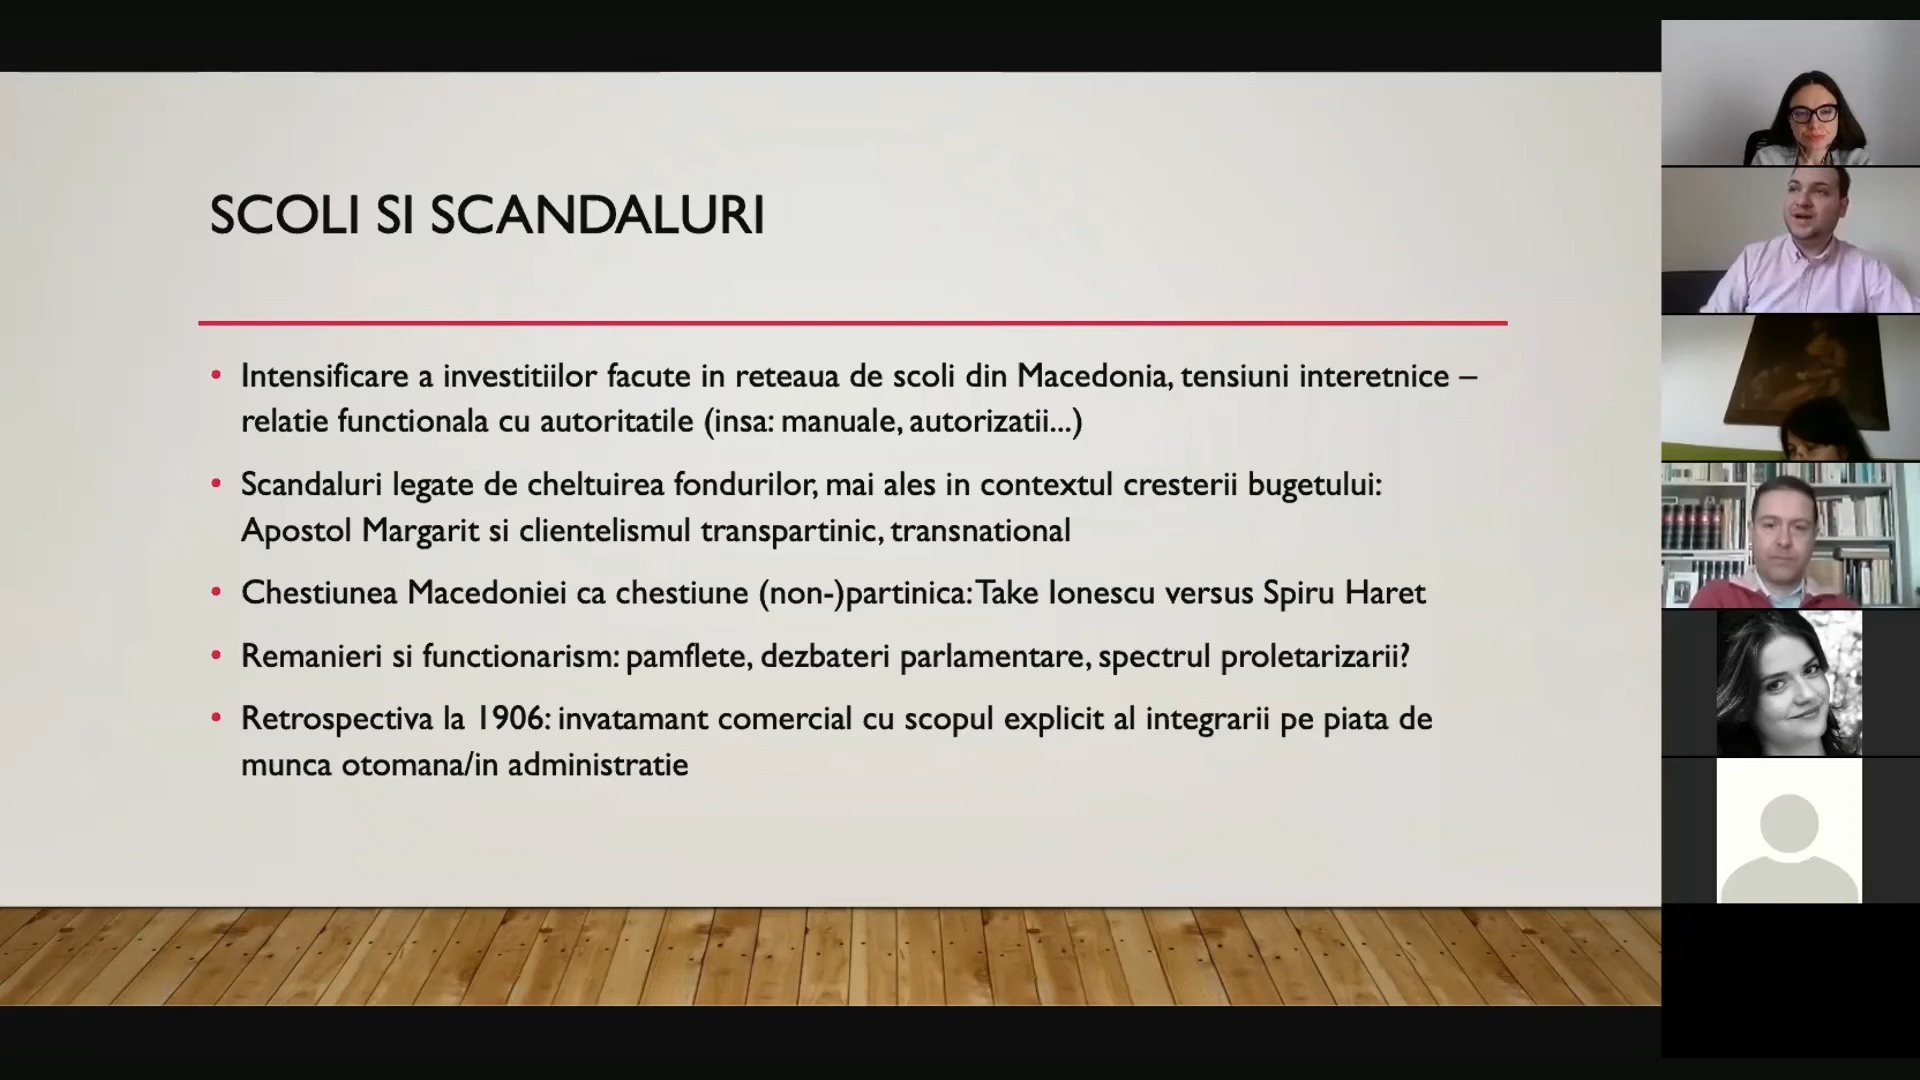 SCOLI SI SCANDALURI
• Intensificare a investitiilor facute in reteaua de scoli din Macedonia, tensiuni interetnice –
relatie functionala cu autoritatile (insa: manuale, autorizatii...)
• Scandaluri legate de cheltuirea fondurilor, mai ales in contextul cresterii bugetului:
Apostol Margarit si clientelismul transpartinic, transnational
• Chestiunea Macedoniei ca chestiune (non-)partinica: Take Ionescu versus Spiru Haret
• Remanieri si functionarism: pamflete, dezbateri parlamentare, spectrul proletarizarii?
• Retrospectiva la 1906: invatamant comercial cu scopul explicit al integrarii pe piata de
munca otomana/in administratie